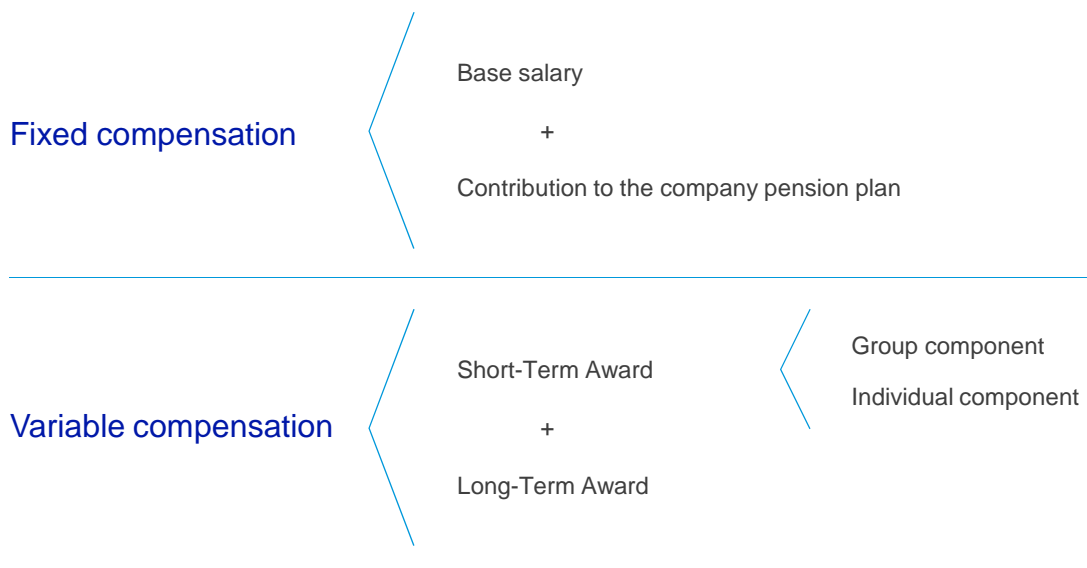 Base salary
Fixed compensation
+
Contribution to the company pension plan
Group component
Short-Term Award
Individual component
Variable compensation
+
Long-Term Award